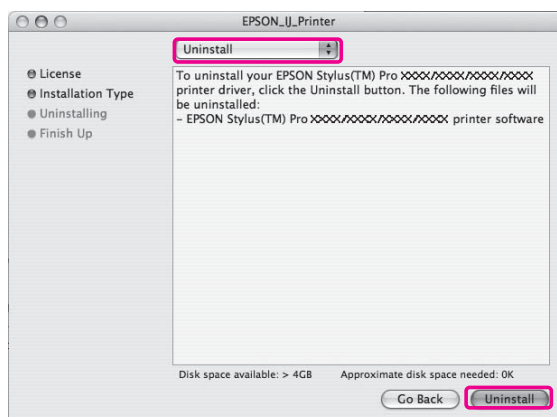 EPSON_IJ_Printer
Uninstall
License
Installation Type
Uninstalling
Finish Up
To uninstall your EPSON Stylus(TM) Pro XXXX/XXXX/XXXX/XXXX
printer driver, click the Uninstall button. The following files will
be uninstalled:
– EPSON Stylus(TM) Pro XXXX/XXXX/XXXX/XXXX printer software
Disk space available: > 4GB Approximate disk space needed: 0K
Go Back Uninstall